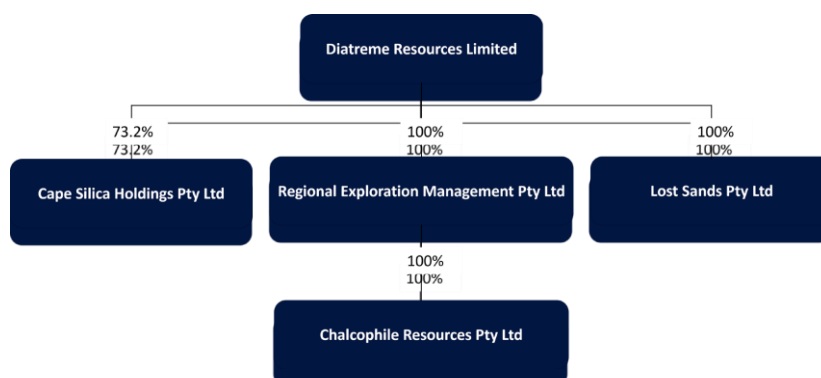 Diatreme Resources Limited
73.2% 100% 100%
73.2% 100% 100%
Cape Silica Holdings Pty Ltd Regional Exploration Management Pty Ltd Lost Sands Pty Ltd
100%
100%
Chalcophile Resources Pty Ltd